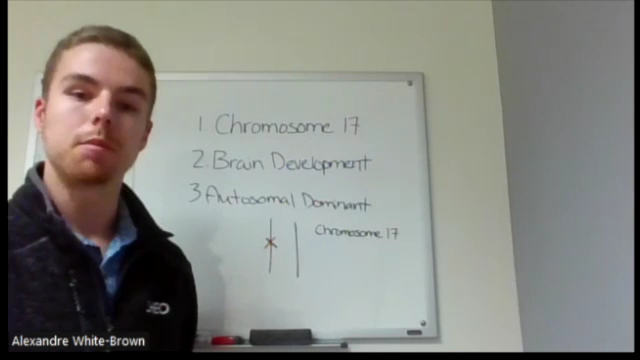 1. Chromosome 17
2. Brain Development
3 Autosomal Dominant
Chromosome 17
Alexandre White-Brown